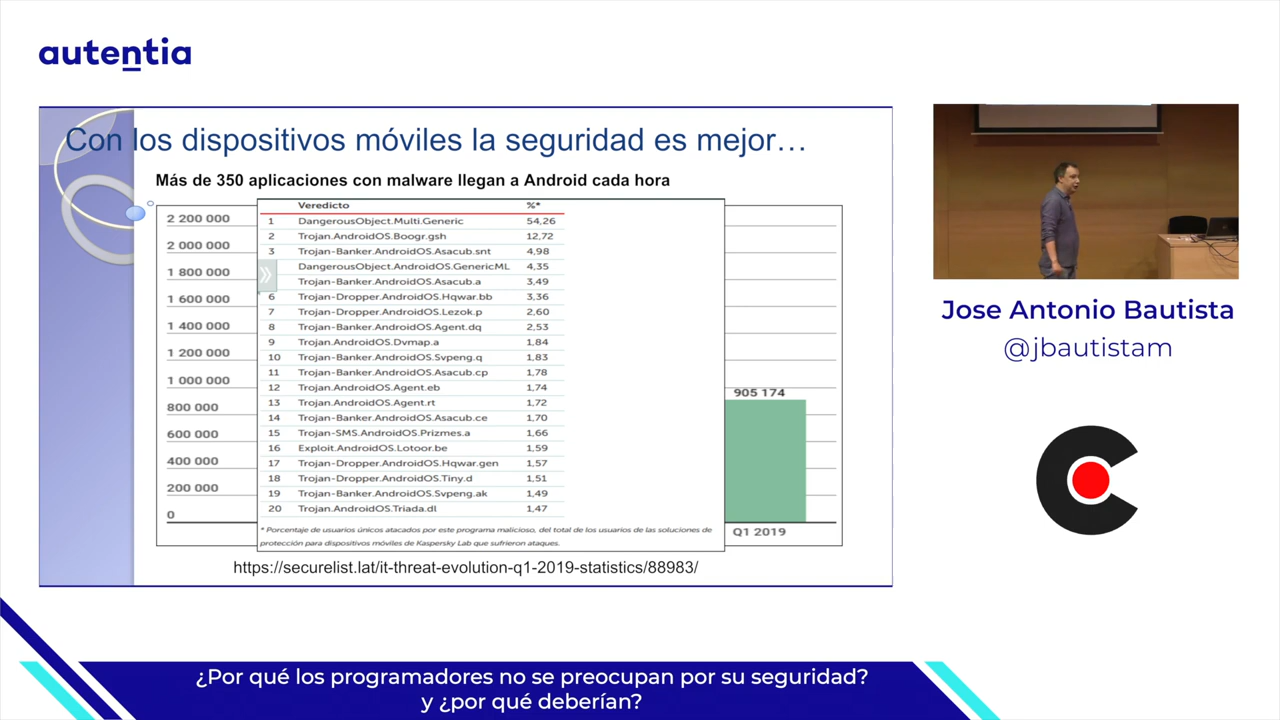 autentia
Con los dispositivos móviles la seguridad es mejor...
Más de 350 aplicaciones con malware llegan a Android cada hora
2 200 000
2 000 000
1 800 000
1 600 000
1 400 000
1 200 000
1 000 000
800 000
600 000
400 000
200 000
0
Veredicto %*
1 DangerousObject.Multi.Generic 54,26
2 Trojan.AndroidOS.Boogr.gsh 12,72
3 Trojan-Banker.AndroidOS.Asacub.snt 4,98
DangerousObject.AndroidOS.GenericML 4,35
Trojan-Banker.AndroidOS.Asacub.a 3,49
6 Trojan-Dropper.AndroidOS.Hqwar.bb 3,36
7 Trojan-Dropper.AndroidOS.Lezok.p 2,60
8 Trojan-Banker.AndroidOS.Agent.dq 2,53
9 Trojan.AndroidOS.Dvmap.a 1,84
10 Trojan-Banker.AndroidOS.Svpeng.q 1,83
11 Trojan-Banker.AndroidOS.Asacub.cp 1,78
12 Trojan.AndroidOS.Agent.eb 1,74
13 Trojan.AndroidOS.Agent.rt 1,72
14 Trojan-Banker.AndroidOS.Asacub.ce 1,70
15 Trojan-SMS.AndroidOS.Prizmes.a 1,66
16 Exploit.AndroidOS.Lotoor.be 1,59
17 Trojan-Dropper.AndroidOS.Hqwar.gen 1,57
18 Trojan-Dropper.AndroidOS.Tiny.d 1,51
19 Trojan-Banker.AndroidOS.Svpeng.ak 1,49
20 Trojan.AndroidOS.Triada.dl 1,47
* Porcentaje de usuarios únicos atacados por este programa malicioso, del total de los usuarios de las soluciones de
protección para dispositivos móviles de Kaspersky Lab que sufrieron ataques.
905 174
Q1 2019
https://securelist.lat/it-threat-evolution-q1-2019-statistics/88983/
Jose Antonio Bautista
@jbautistam
¿Por qué los programadores no se preocupan por su seguridad?
y ¿por qué deberían?